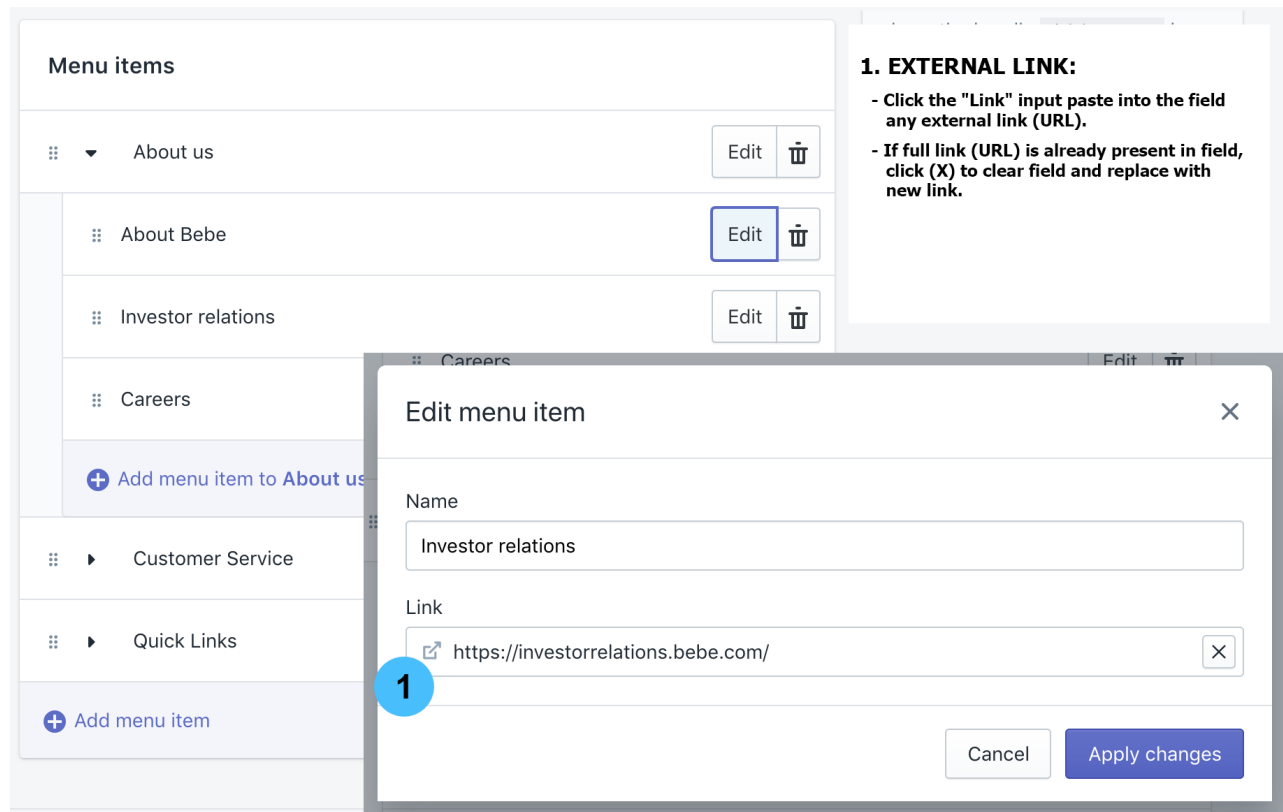 Menu items
About us
Edit
About Bebe
Edit
Investor relations
Edit
Careers
Add menu item to About us
Customer Service
Quick Links
Add menu item
1. EXTERNAL LINK:
- Click the "Link" input paste into the field
any external link (URL).
- If full link (URL) is already present in field,
click (X) to clear field and replace with
new link.
Careers
Edit
Edit menu item
Name
Investor relations
Link
https://investorrelations.bebe.com/
1
Cancel
Apply changes